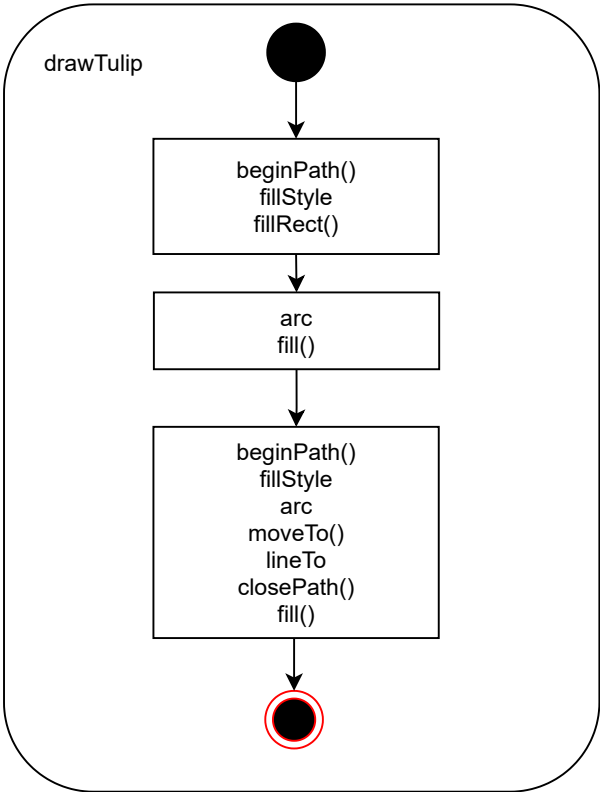 drawTulip
beginPath()
fillStyle
fillRect()
arc
fill()
beginPath()
fillStyle
arc
moveTo()
lineTo
closePath()
fill()